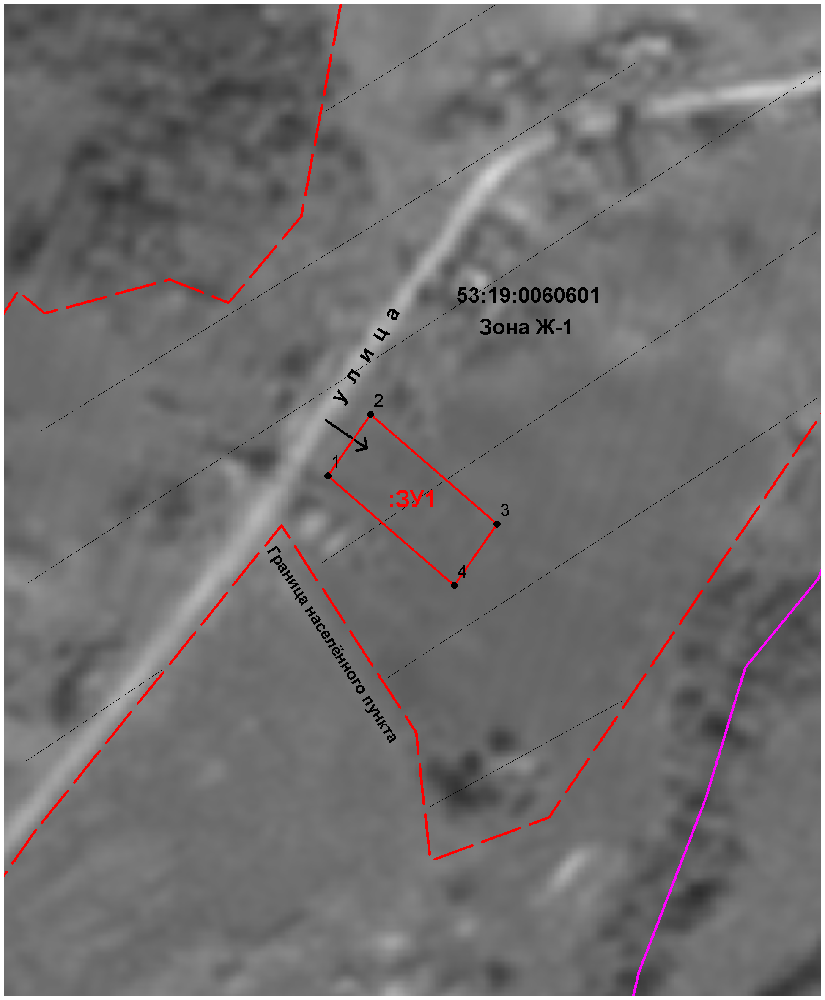 53:19:0060601
Зона Ж-1
улица
2
1
:ЗУ1
3
4
Граница населённого пункта